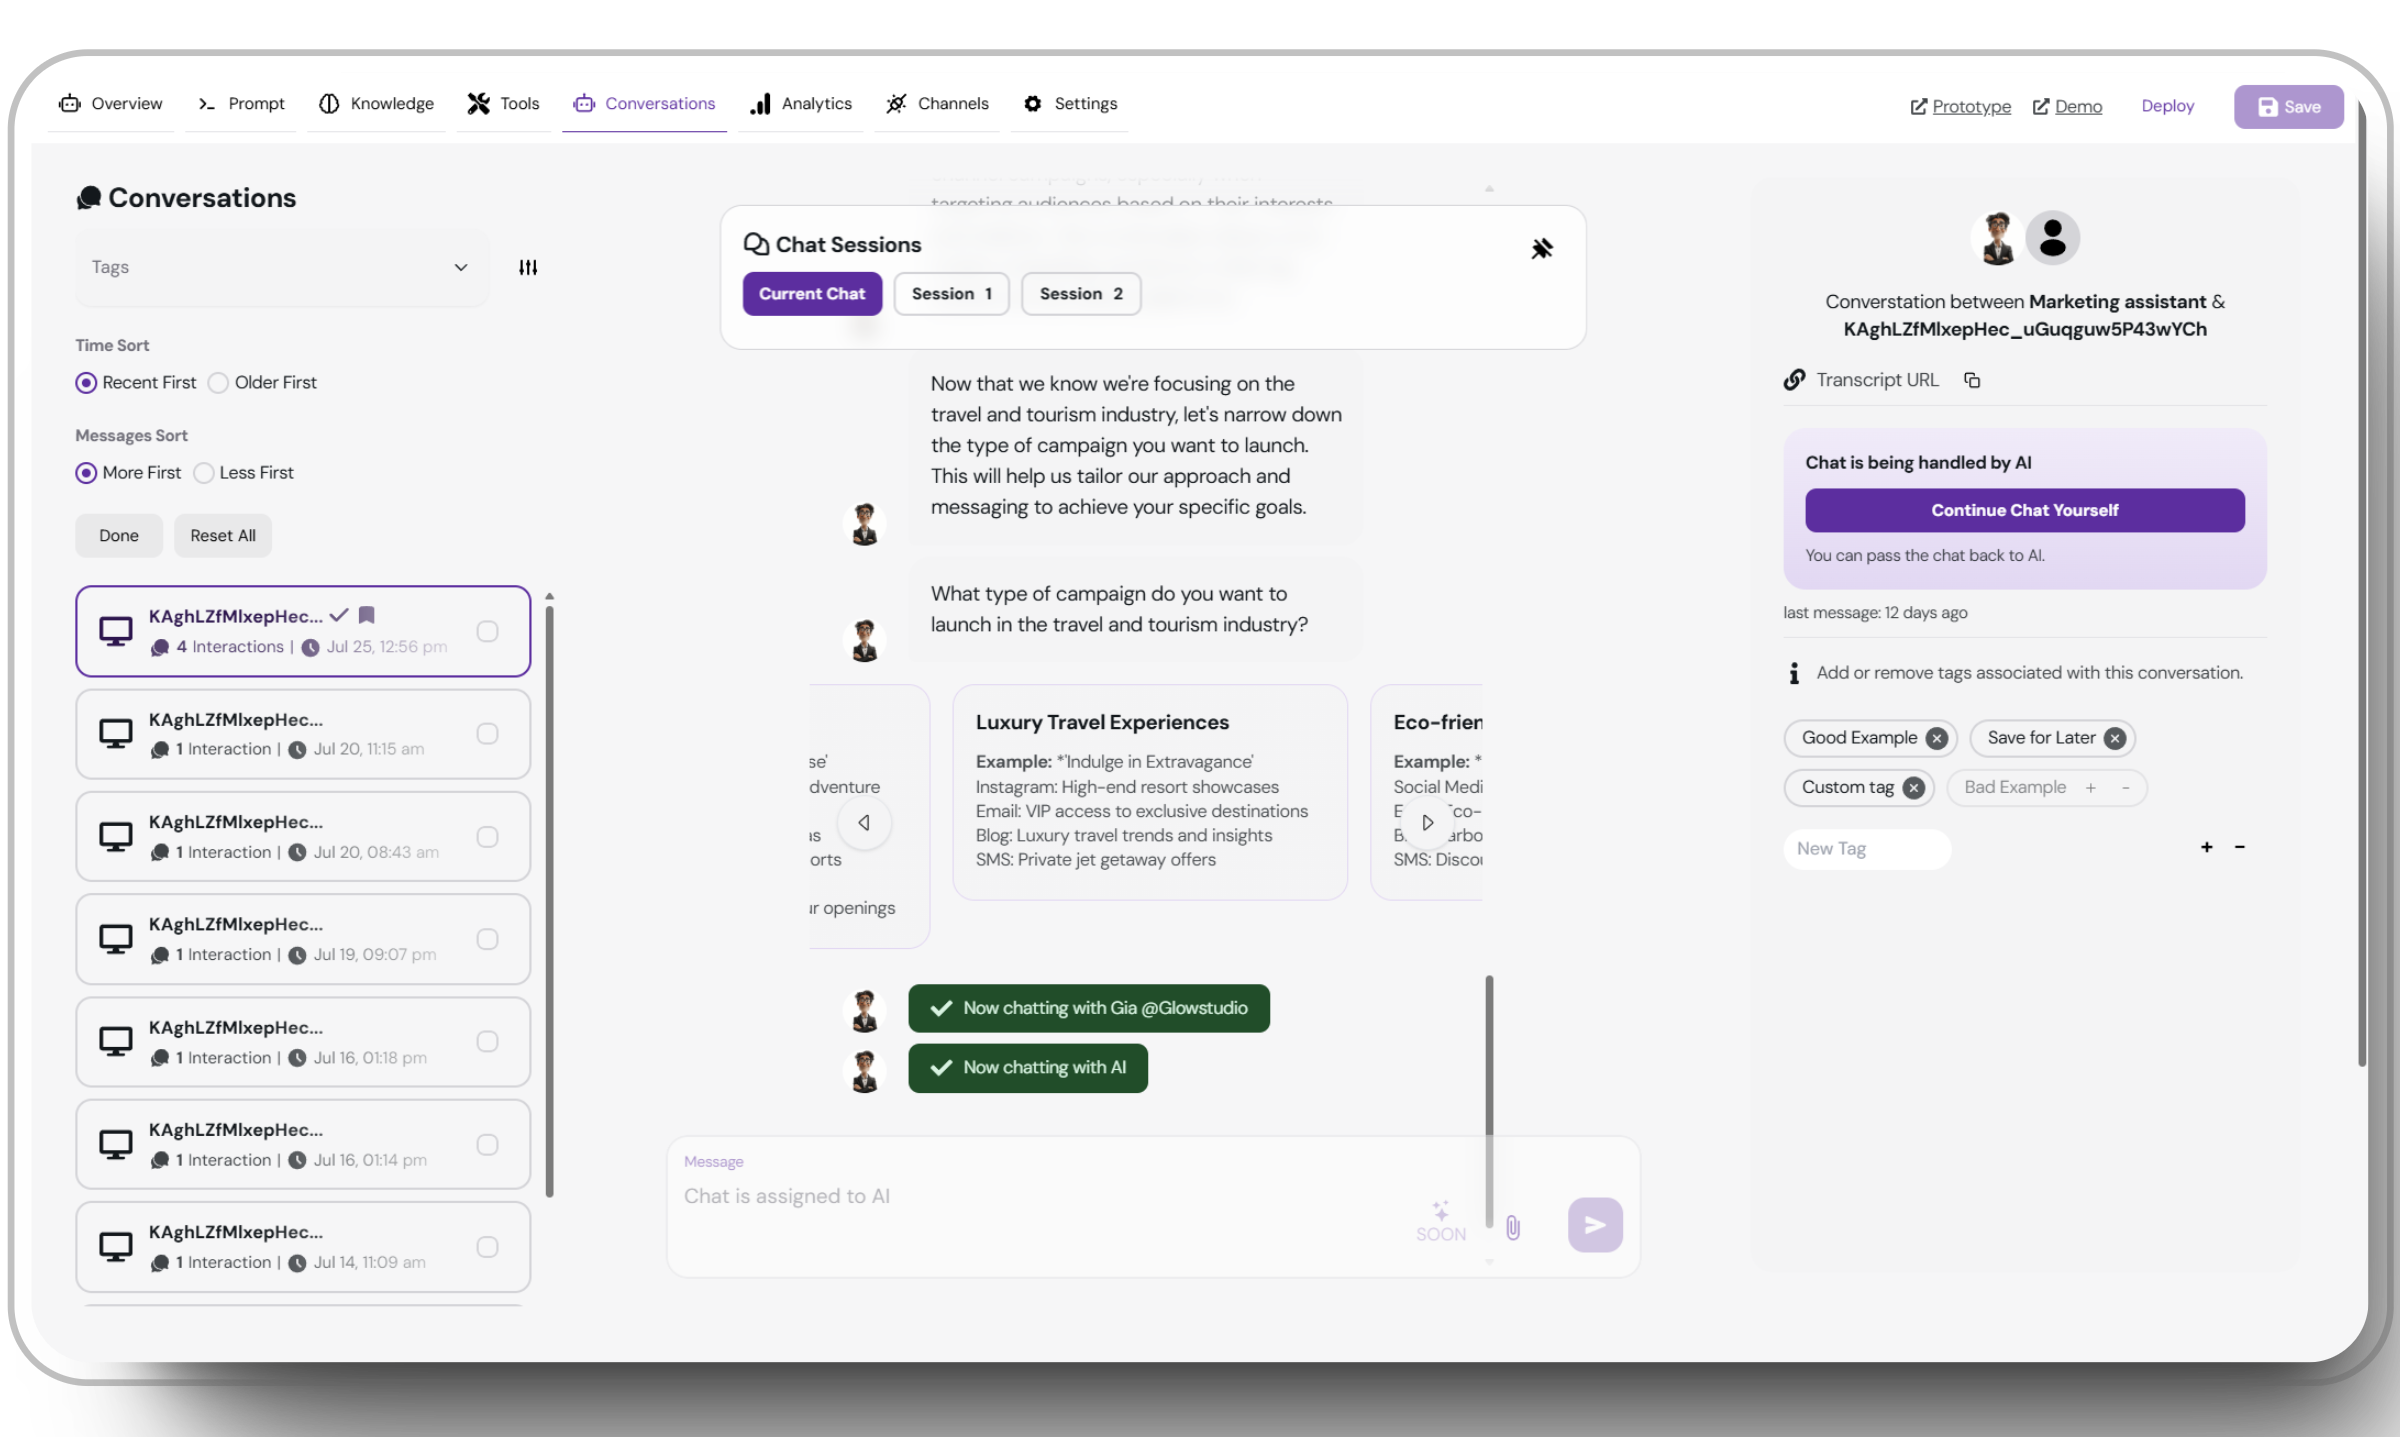 Overview
Prompt
Knowledge
Tools
Conversations
Analytics
Channels
Settings
Prototype
Demo
Deploy
Save
Conversations
Tags
Time Sort
Recent First Older First
Messages Sort
More First Less First
Done Reset All
KAghLZfMlxepHec...
4 Interactions | Jul 25, 12:56 pm
KAghLZfMlxepHec...
1 Interaction | Jul 20, 11:15 am
KAghLZfMlxepHec...
1 Interaction | Jul 20, 08:43 am
KAghLZfMlxepHec...
1 Interaction | Jul 19, 09:07 pm
KAghLZfMlxepHec...
1 Interaction | Jul 16, 01:18 pm
KAghLZfMlxepHec...
1 Interaction | Jul 16, 01:14 pm
KAghLZfMlxepHec...
1 Interaction | Jul 14, 11:09 am
targeting audiences based on their interests
Chat Sessions
Current Chat Session 1 Session 2
Now that we know we're focusing on the
travel and tourism industry, let's narrow down
the type of campaign you want to launch.
This will help us tailor our approach and
messaging to achieve your specific goals.
What type of campaign do you want to
launch in the travel and tourism industry?
se'
dventure
as
orts
ur openings
Luxury Travel Experiences
Example: *'Indulge in Extravagance'
Instagram: High-end resort showcases
Email: VIP access to exclusive destinations
Blog: Luxury travel trends and insights
SMS: Private jet getaway offers
Eco-frien
Example: *
Social Medi
E Eco-
B arbo
SMS: Discou
Now chatting with Gia @Glowstudio
Now chatting with AI
Message
Chat is assigned to AI
SOON
Converstation between Marketing assistant &
KAghLZfMlxepHec_uGuqguw5P43wYCh
Transcript URL
Chat is being handled by AI
Continue Chat Yourself
You can pass the chat back to AI.
last message: 12 days ago
Add or remove tags associated with this conversation.
Good Example Save for Later
Custom tag Bad Example + -
New Tag + -